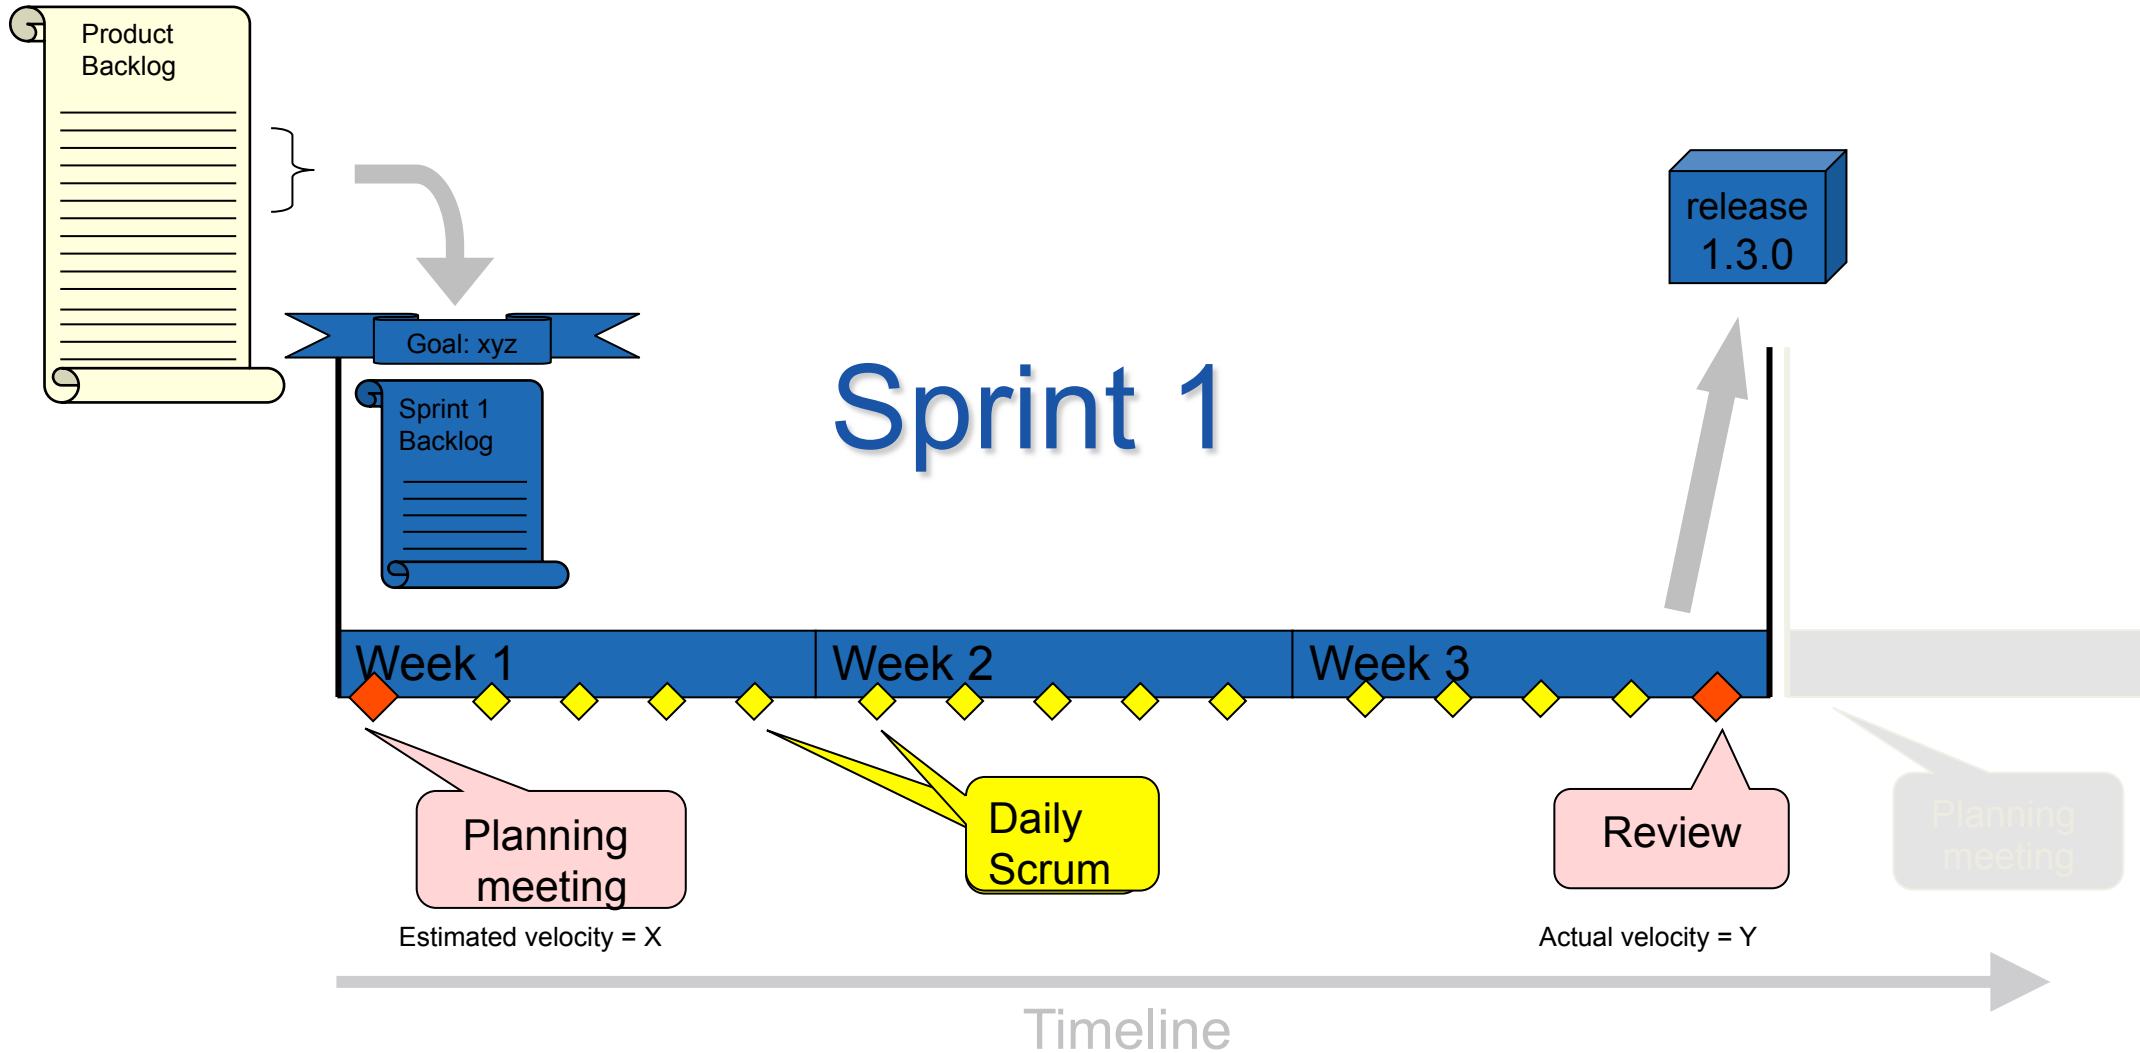 Product
Backlog
release
1.3.0
Goal: xyz
Sprint 1
Sprint 1
Backlog
Week 1
Week 2
Week 3
Planning
meeting
Daily
Scrum
Review
Planning
meeting
Estimated velocity = X
Actual velocity = Y
Timeline